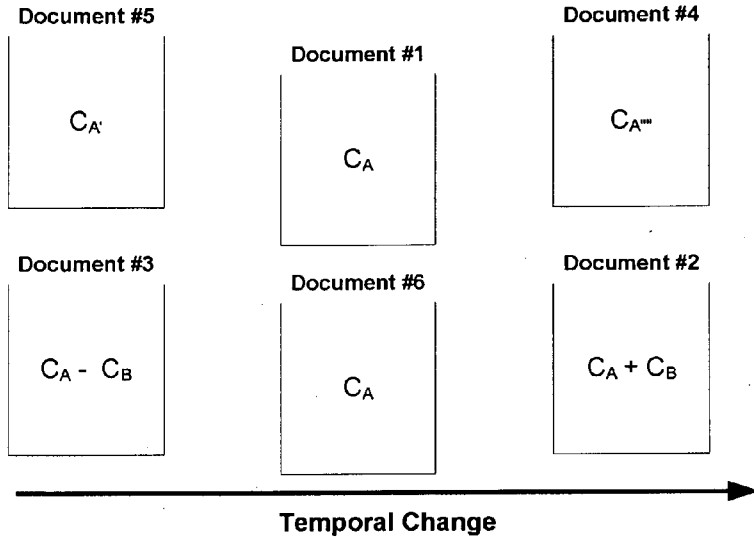 Document #5
Document #1
Document #4
C_A'
C_A
C_A''''
Document #3
Document #6
Document #2
C_A - C_B
C_A
C_A + C_B
Temporal Change